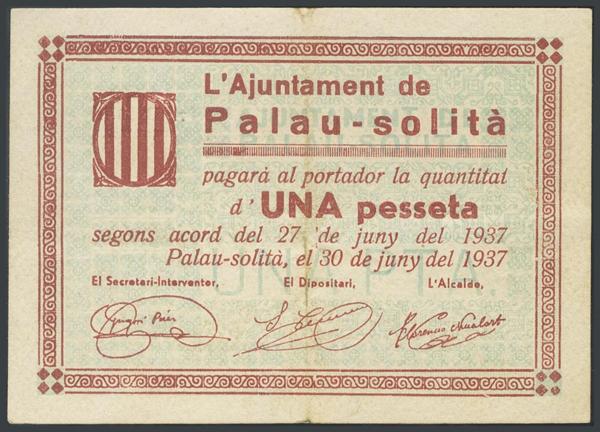 L'Ajuntament de
Palau-solità
pagarà al portador la quantitat
d' UNA pesseta
segons acord del 27 de juny del 1937
Palau-solità, el 30 de juny del 1937
El Secretari-Interventor, El Dipositari, L'Alcalde,